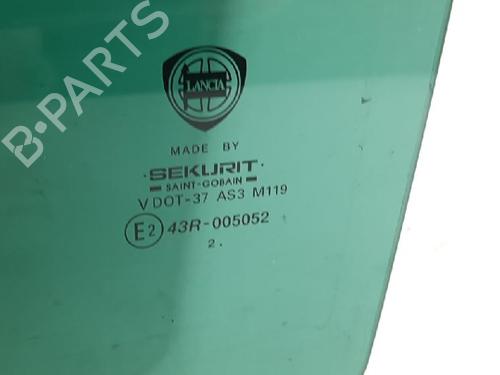 LANCIA
MADE BY
·SEKURIT·
SAINT-GOBAIN
V DOT-37 AS3 M119
E2 43R-005052
2.
B-PARTS